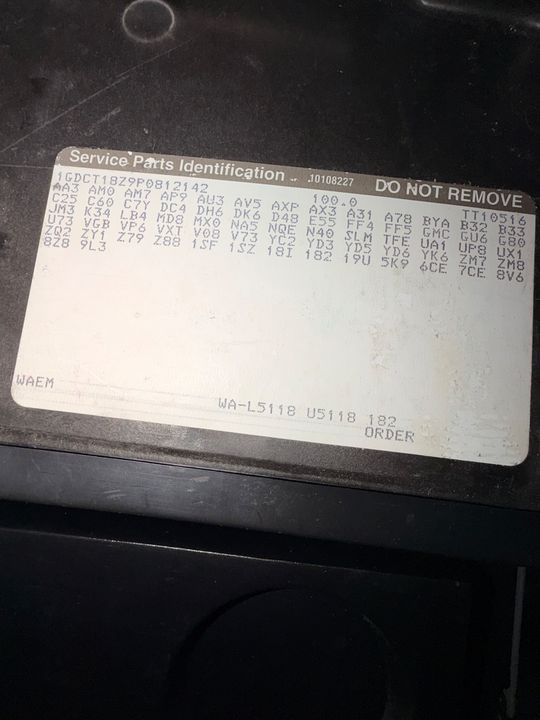 Service Parts Identification 10108227 DO NOT REMOVE
1GDCT18Z9P0812142 100.0 TT10516
AA3 AM0 AM7 AP9 AU3 AV5 AXP AX3 A31 A78 BYA B32 B33
C25 C60 C7Y DC4 DH6 DK6 D48 E55 FF4 FF5 GMC GU6 G80
JM3 K34 LB4 MD8 MX0 NA5 NQE N40 SLM TFE UA1 UP8 UX1
U73 VGB VP6 VXT V08 V73 YC2 YD3 YD5 YD6 YK6 ZM7 ZM8
ZQ2 ZY1 Z79 Z88 1SF 1SZ 18I 182 19U 5K9 6CE 7CE 8V6
8Z8 9L3
WAEM
WA-L5118 U5118 182
ORDER